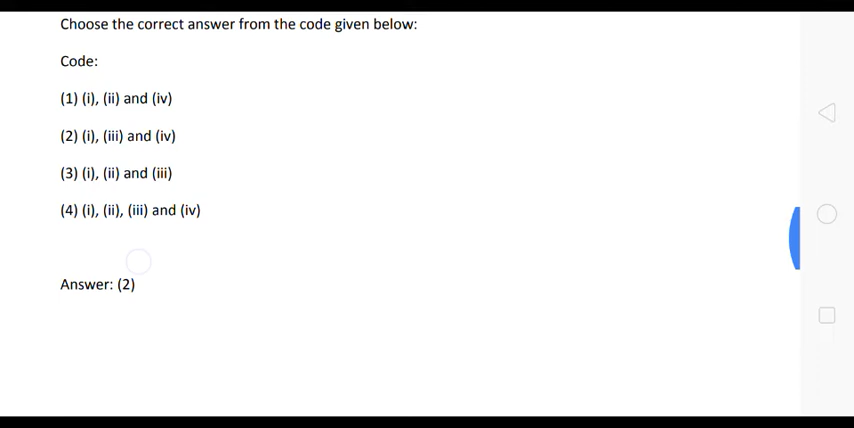 Choose the correct answer from the code given below:
Code:
(1) (i), (ii) and (iv)
(2) (i), (iii) and (iv)
(3) (i), (ii) and (iii)
(4) (i), (ii), (iii) and (iv)
Answer: (2)